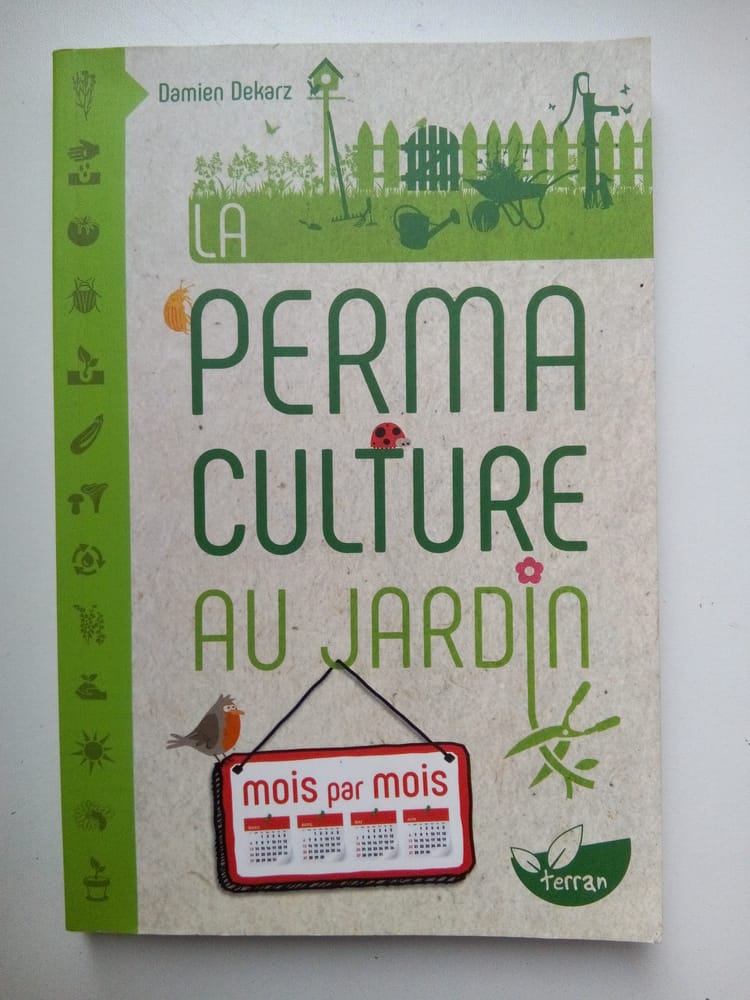 Damien Dekarz
LA
PERMA
CULTURE
AU JARDIN
mois par mois
terran